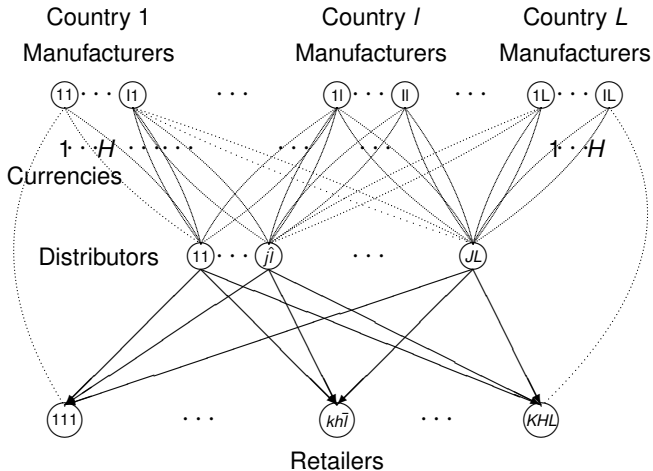 Country 1 Country l Country L
Manufacturers Manufacturers Manufacturers
11 · · · I1 · · · 1l · · · Il · · · 1L · · · IL
1 · · · H · · · · · · · · · · · · 1 · · · H
Currencies
Distributors 11 · · · ĵl̂ · · · JL
111 · · · khl̄ · · · KHL
Retailers